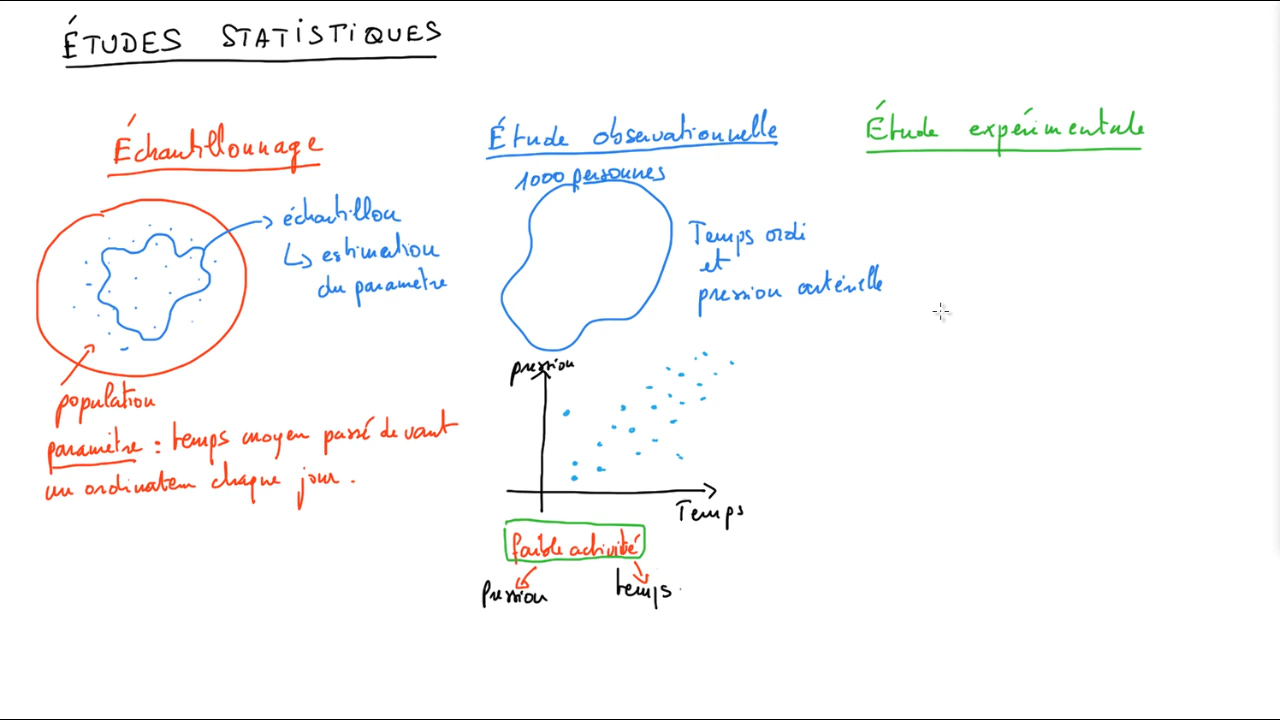 ÉTUDES STATISTIQUES
Échantillonnage
échantillon
estimation
du paramètre
population
paramètre : temps moyen passé devant
un ordinateur chaque jour.
Étude observationnelle
1000 personnes
Temps ordi
et
pression artérielle
pression
Temps
faible activité
pression
temps
Étude expérimentale